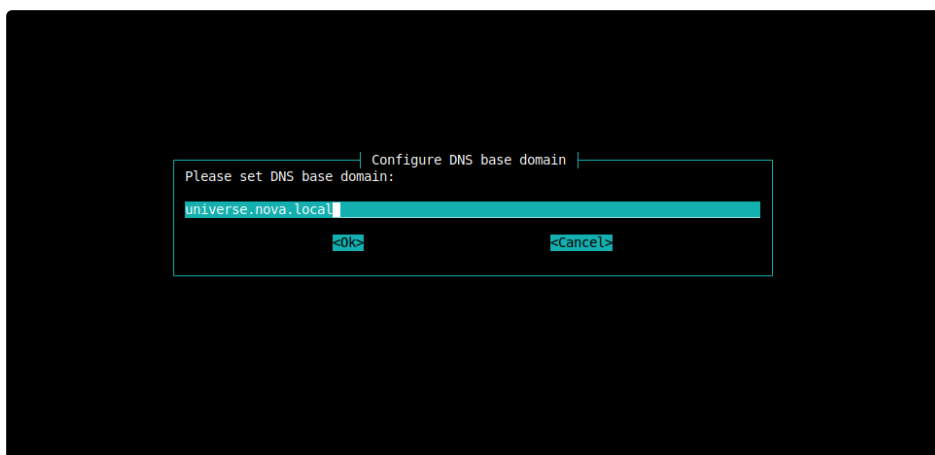 Configure DNS base domain
Please set DNS base domain:
universe.nova.local
<Ok> <Cancel>